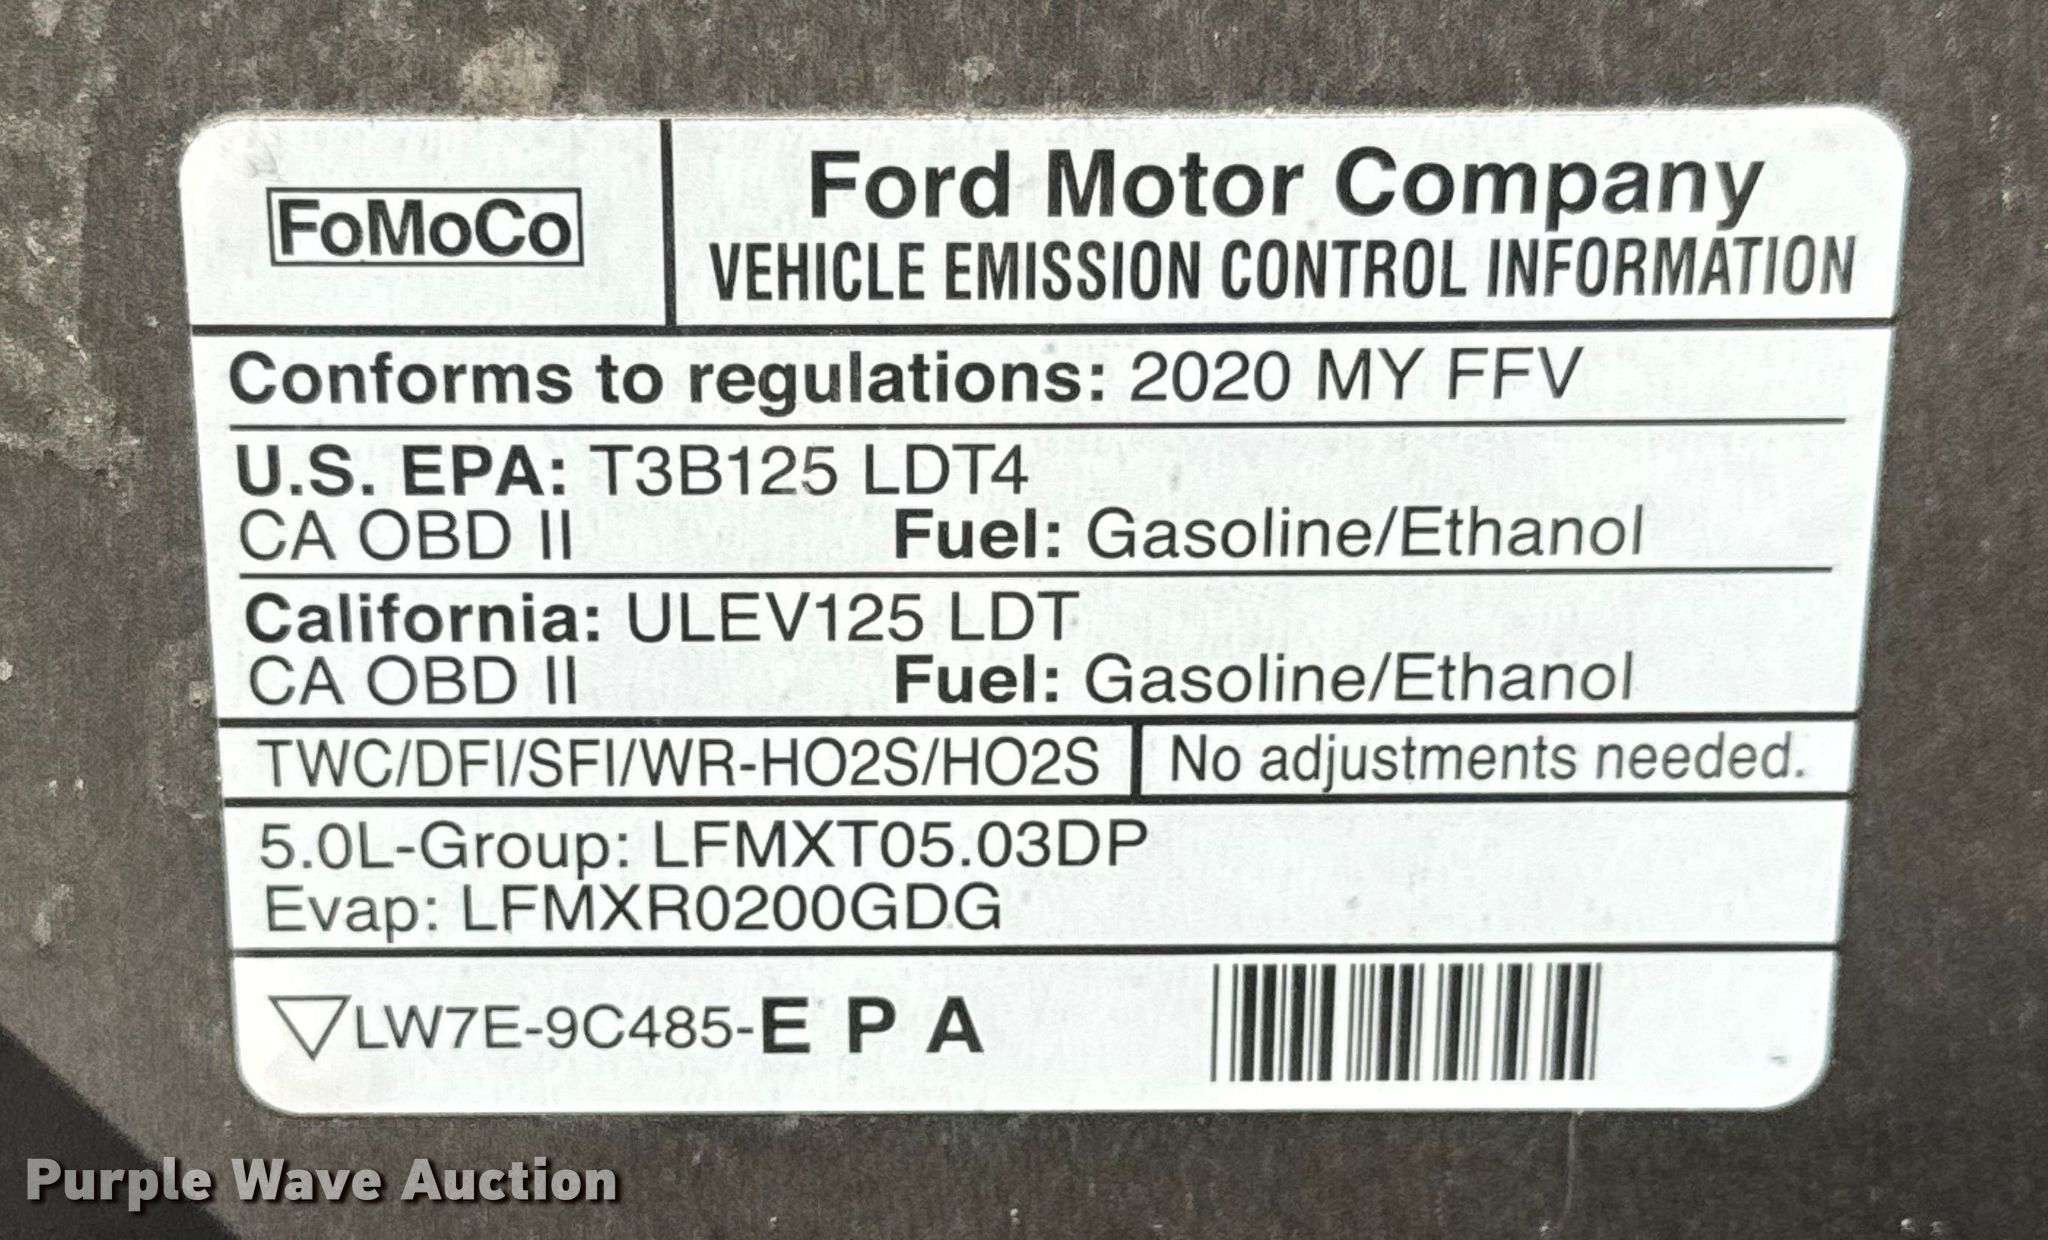 FoMoCo
Ford Motor Company
VEHICLE EMISSION CONTROL INFORMATION
Conforms to regulations: 2020 MY FFV
U.S. EPA: T3B125 LDT4
CA OBD II Fuel: Gasoline/Ethanol
California: ULEV125 LDT
CA OBD II Fuel: Gasoline/Ethanol
TWC/DFI/SFI/WR-HO2S/HO2S No adjustments needed.
5.0L-Group: LFMXT05.03DP
Evap: LFMXR0200GDG
LW7E-9C485-E P A
Purple Wave Auction